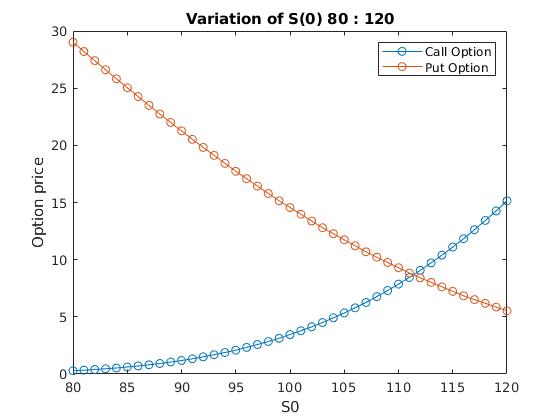 Variation of S(0) 80 : 120
Call Option
Put Option
Option price
30
25
20
15
10
5
0
80 85 90 95 100 105 110 115 120
S0